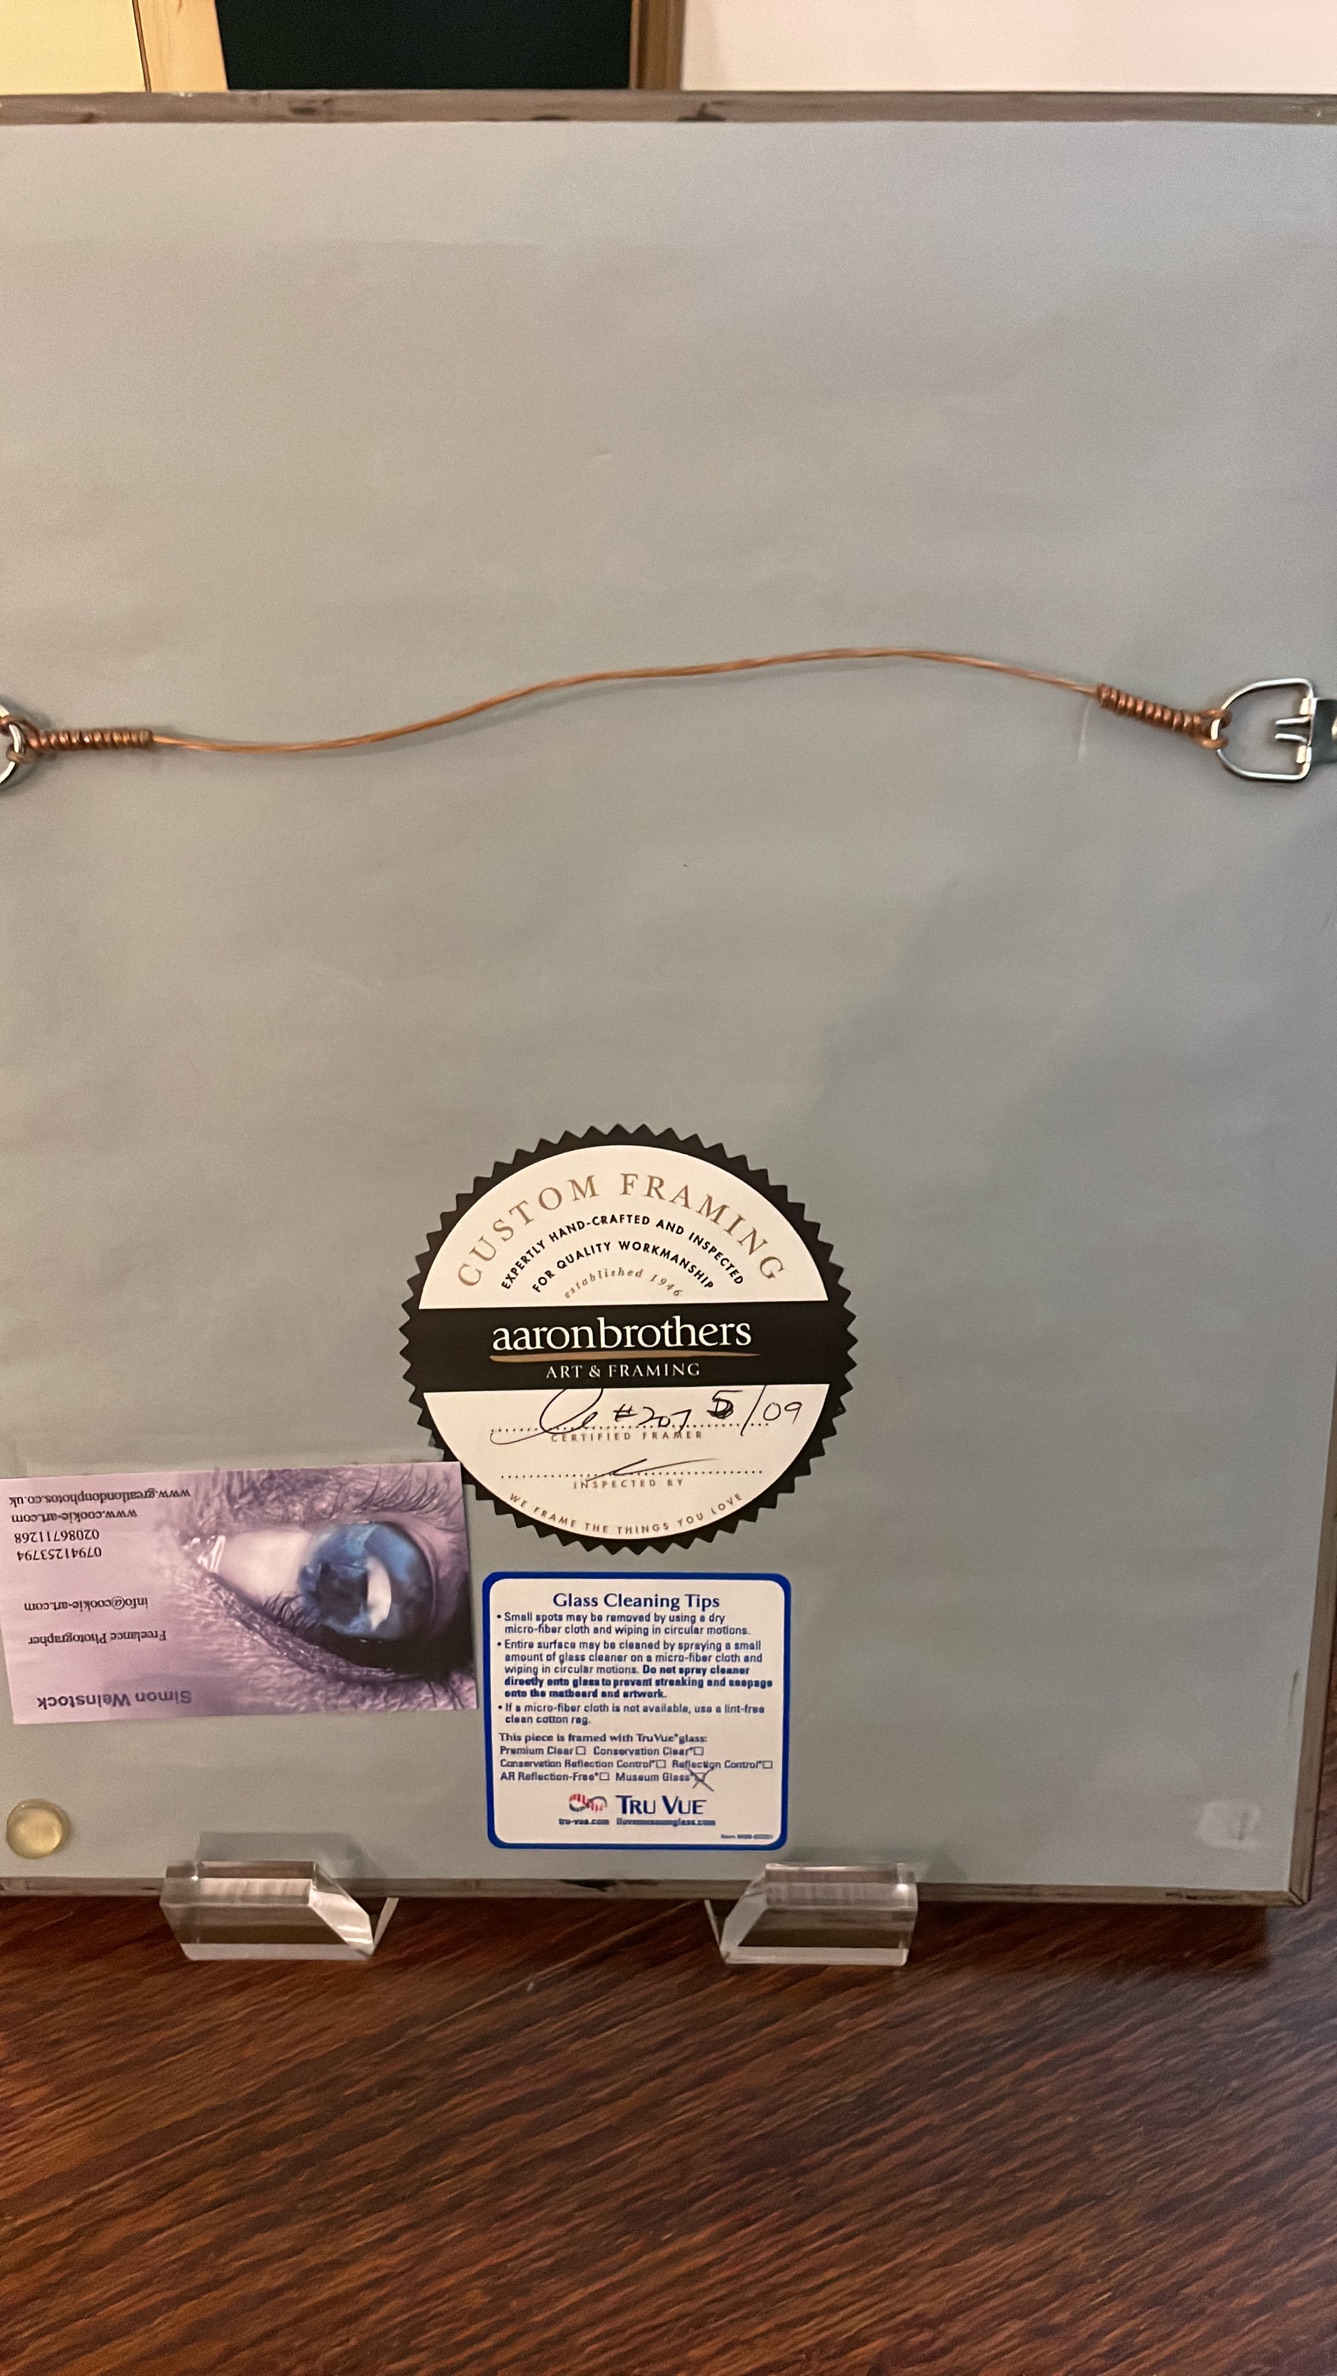 CUSTOM FRAMING
EXPERTLY HAND-CRAFTED AND INSPECTED
FOR QUALITY WORKMANSHIP
established 1946
aaronbrothers
ART & FRAMING
#207 5/09
CERTIFIED FRAMER
INSPECTED BY
WE FRAME THE THINGS YOU LOVE
Simon Weinstock
Freelance Photographer
info@cookie-art.com
07941253794
02086711268
www.cookie-art.com
www.greatlondonphotos.co.uk
Glass Cleaning Tips
• Small spots may be removed by using a dry
micro-fiber cloth and wiping in circular motions.
• Entire surface may be cleaned by spraying a small
amount of glass cleaner on a micro-fiber cloth and
wiping in circular motions. Do not spray cleaner
directly onto glass to prevent streaking and seepage
onto the matboard and artwork.
• If a micro-fiber cloth is not available, use a lint-free
clean cotton rag.
This piece is framed with TruVue® glass:
Premium Clear☐ Conservation Clear®☐
Conservation Reflection Control®☐ Reflection Control®☐
AR Reflection-Free®☐ Museum Glass®☒
TRU VUE
tru-vue.com ilovemuseumglass.com